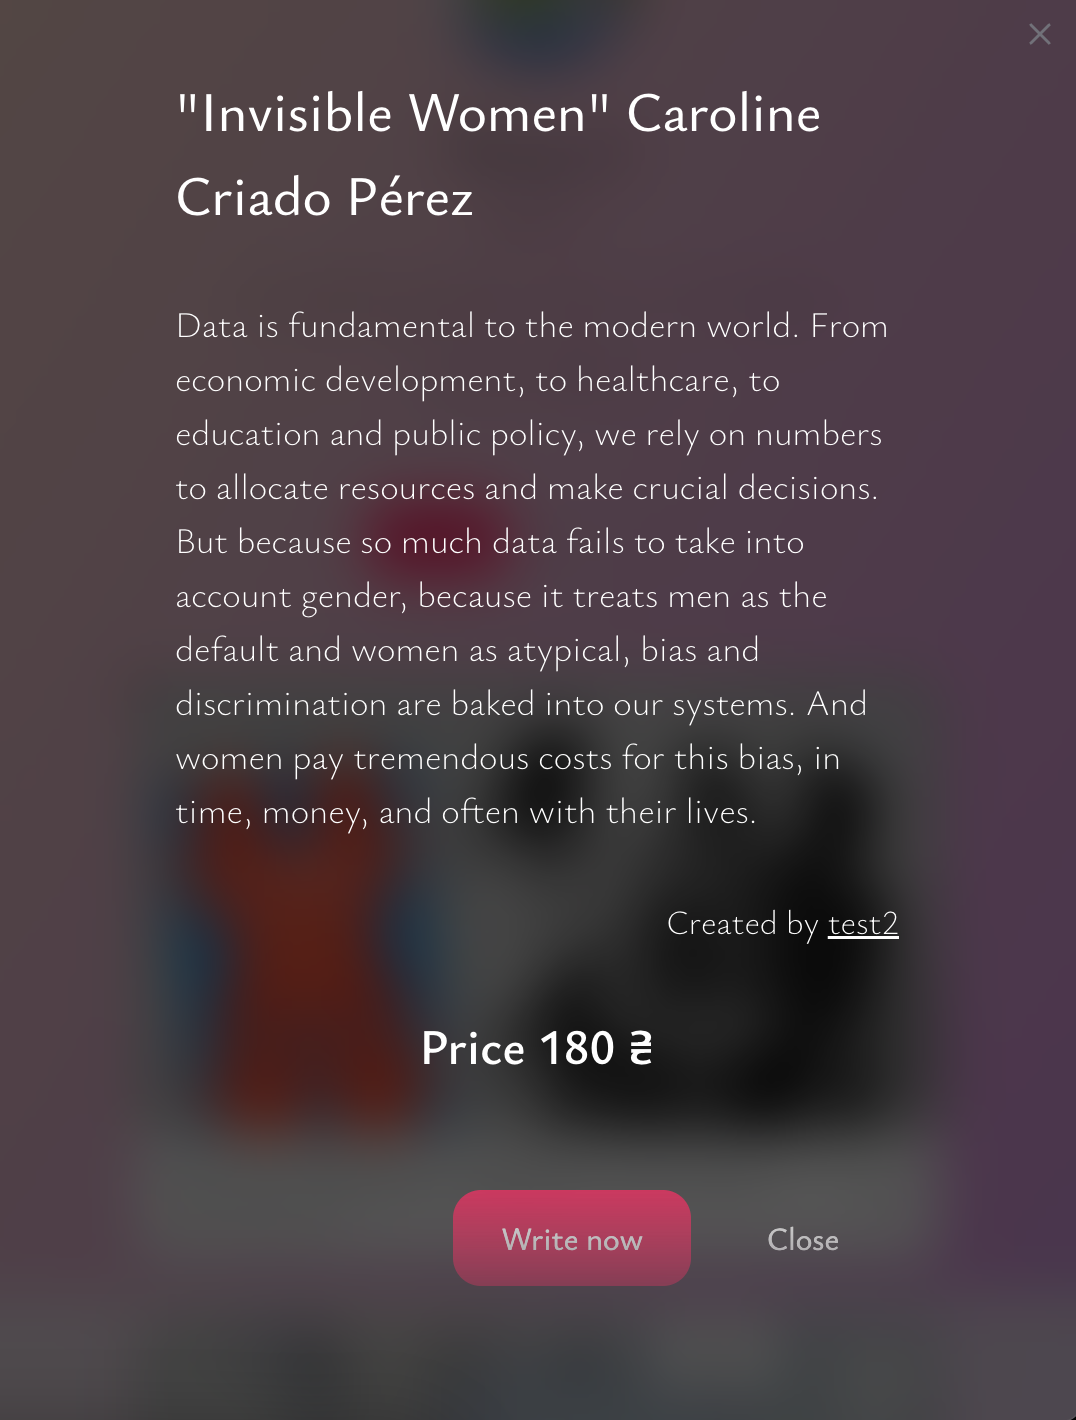 "Invisible Women" Caroline
Criado Pérez
Data is fundamental to the modern world. From
economic development, to healthcare, to
education and public policy, we rely on numbers
to allocate resources and make crucial decisions.
But because so much data fails to take into
account gender, because it treats men as the
default and women as atypical, bias and
discrimination are baked into our systems. And
women pay tremendous costs for this bias, in
time, money, and often with their lives.
Created by test2
Price 180 ₴
Write now
Close